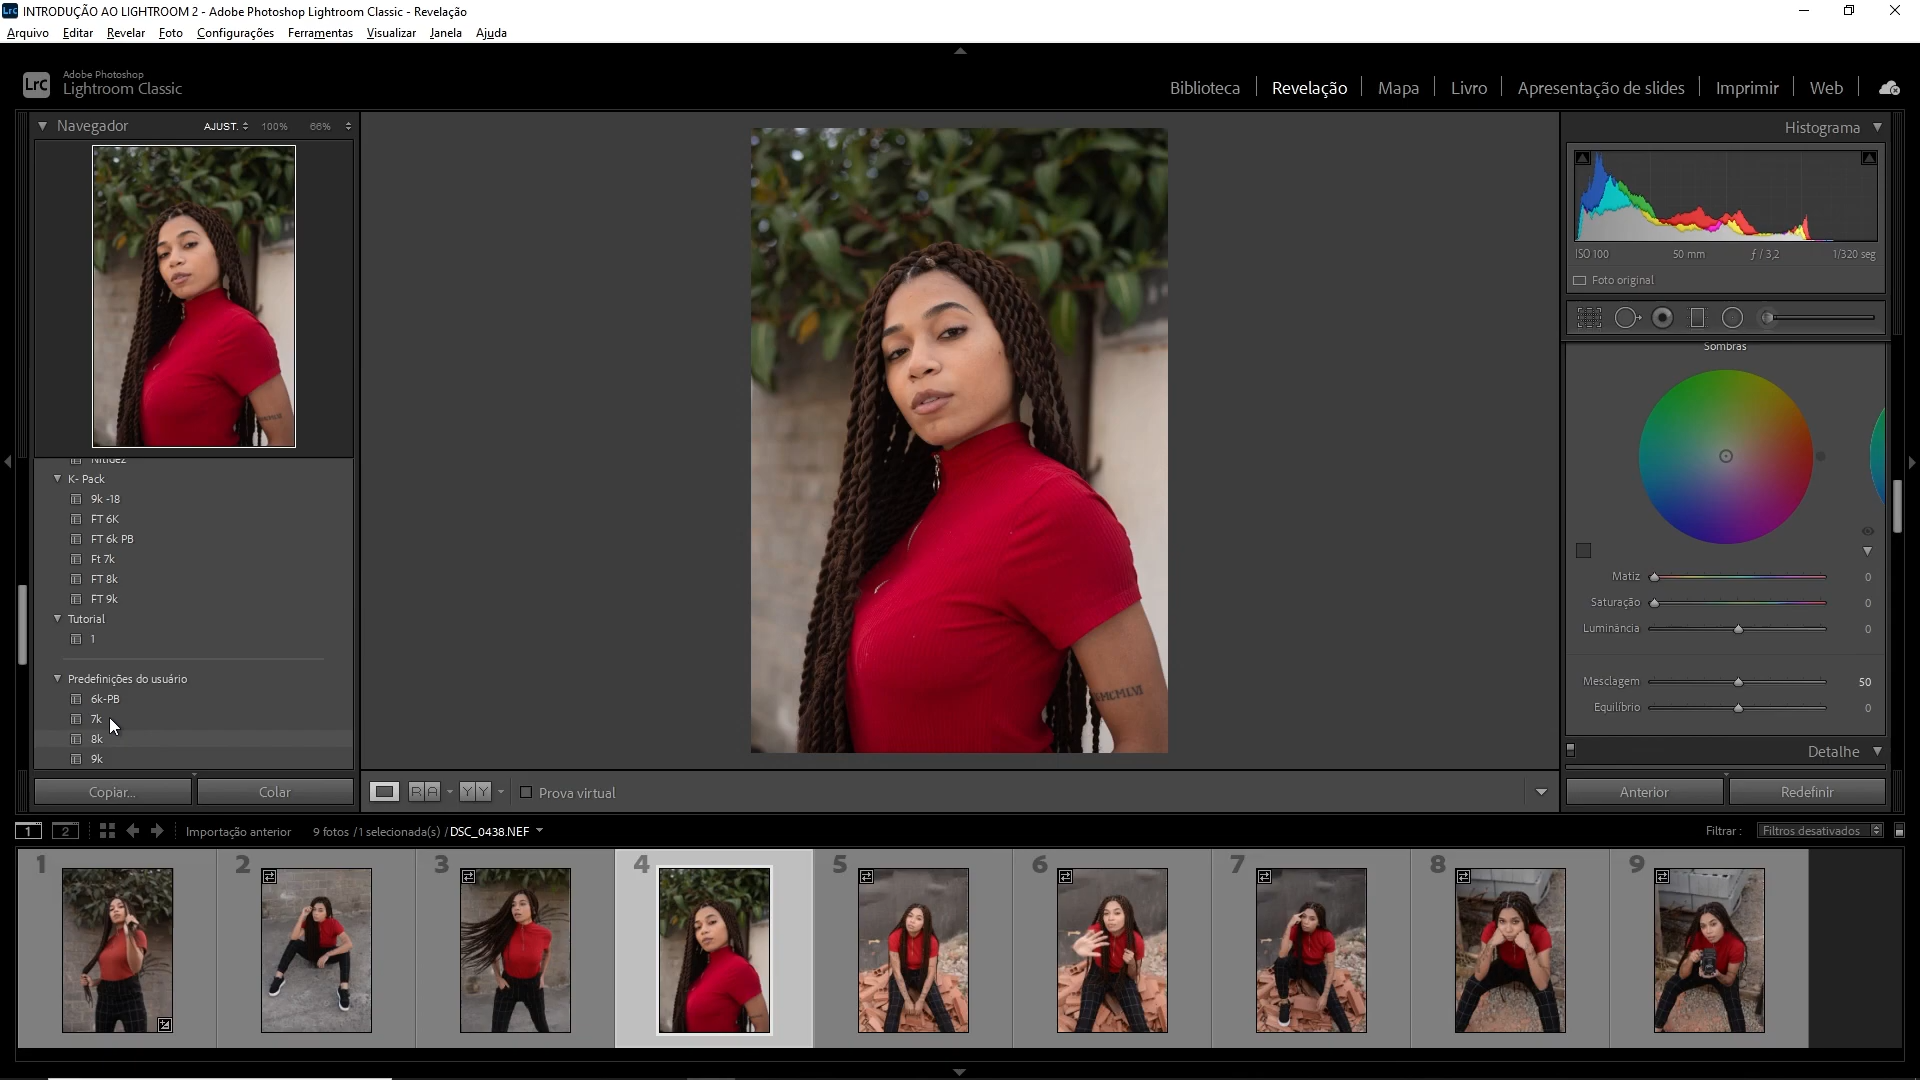 Lrc INTRODUÇÃO AO LIGHTROOM 2 - Adobe Photoshop Lightroom Classic - Revelação
Arquivo Editar Revelar Foto Configurações Ferramentas Visualizar Janela Ajuda
LrC Adobe Photoshop
Lightroom Classic
Biblioteca Revelação Mapa Livro Apresentação de slides Imprimir Web
Navegador AJUST. 100% 66%
Nitidez
K- Pack
9k -18
FT 6K
FT 6k PB
Ft 7k
FT 8k
FT 9k
Tutorial
1
Predefinições do usuário
6k-PB
7k
8k
9k
Copiar... Colar
MCMLVI
R A Y Y Prova virtual
Histograma
ISO 100 50 mm ƒ / 3,2 1/320 seg
Foto original
Sombras
Matiz 0
Saturação 0
Luminância 0
Mesclagem 50
Equilíbrio 0
Detalhe
Anterior Redefinir
1 2 Importação anterior 9 fotos /1 selecionada(s) /DSC_0438.NEF Filtrar : Filtros desativados
1 2 3 4 5 6 7 8 9